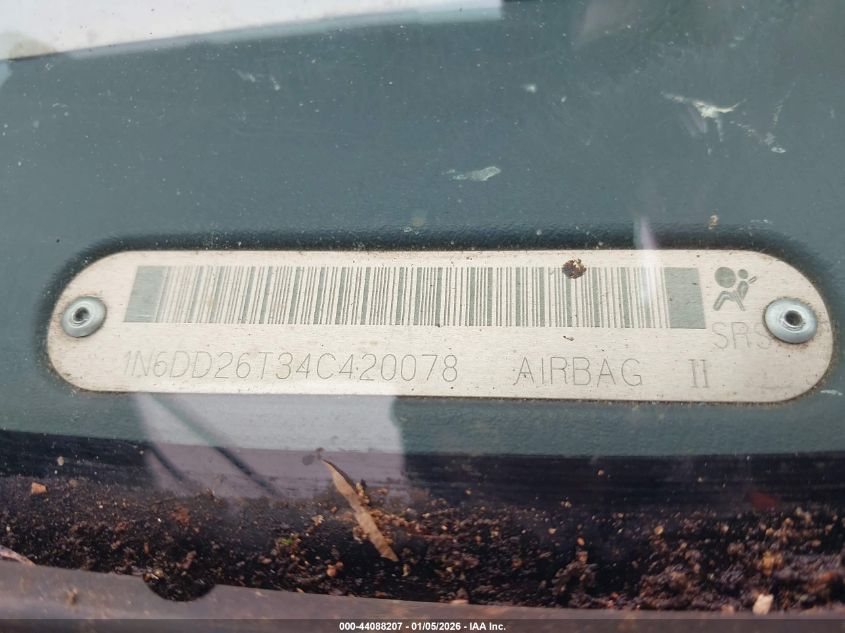 SRS
1N6DD26T34C420078 AIRBAG II
000-44088207 - 01/05/2026 - IAA Inc.